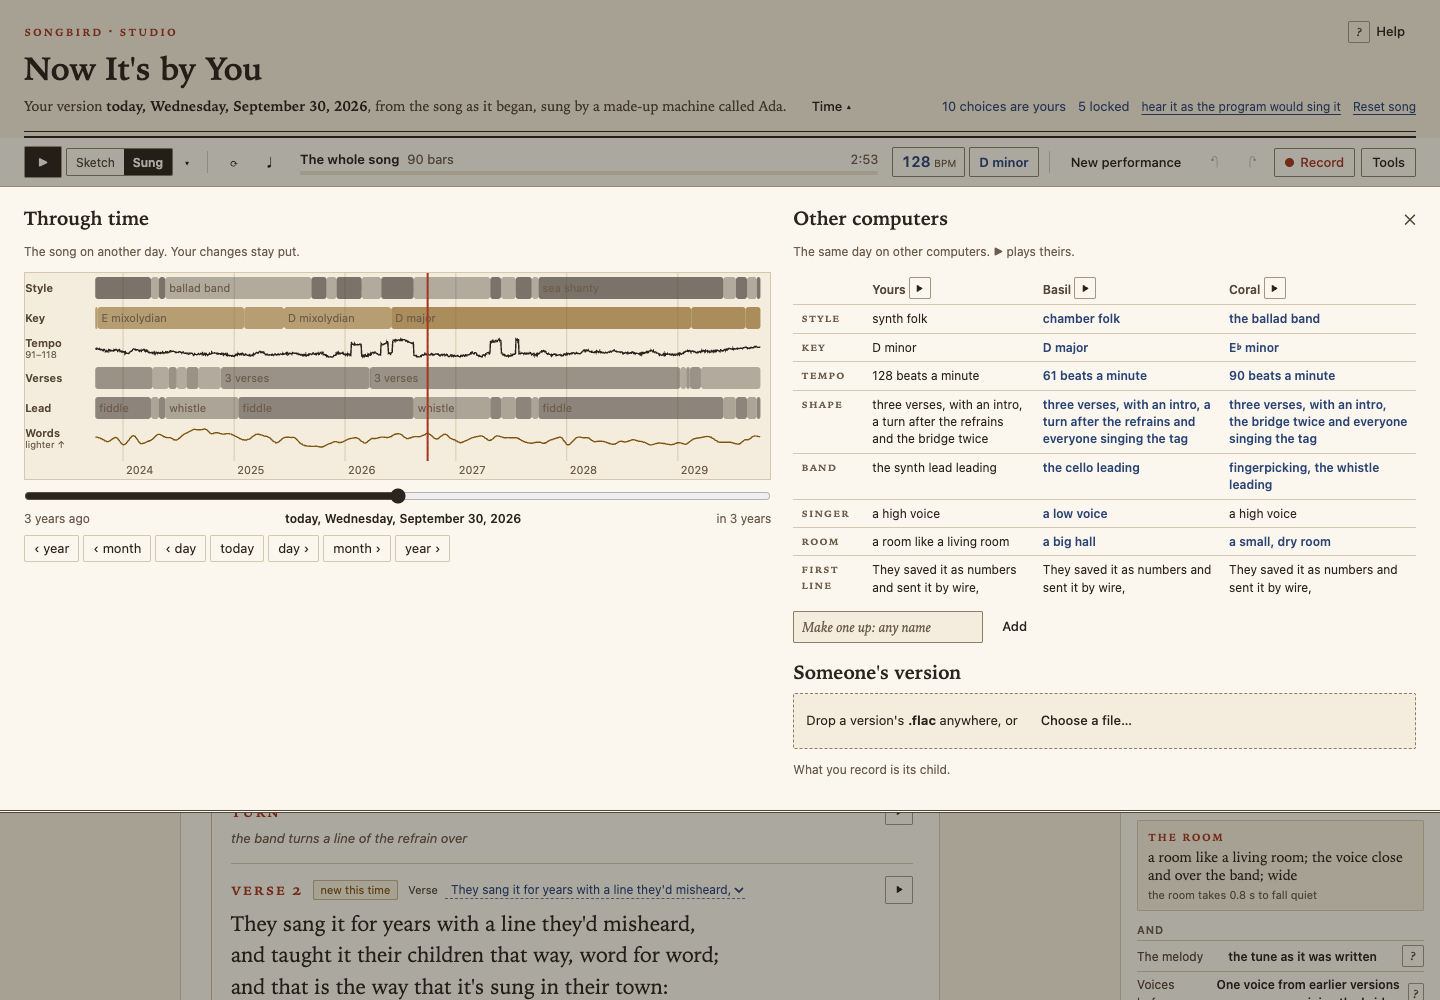 SONGBIRD · STUDIO
? Help
Now It's by You
Your version today, Wednesday, September 30, 2026, from the song as it began, sung by a made-up machine called Ada.
Time
10 choices are yours 5 locked hear it as the program would sing it Reset song
Sketch Sung
The whole song 90 bars 2:53
128 BPM D minor
New performance
Record
Tools
Through time
The song on another day. Your changes stay put.
Style ballad band sea shanty
Key E mixolydian D mixolydian D major
Tempo
91–118
Verses 3 verses 3 verses
Lead fiddle whistle fiddle whistle fiddle
Words
lighter ↑
2024 2025 2026 2027 2028 2029
3 years ago today, Wednesday, September 30, 2026 in 3 years
‹ year ‹ month ‹ day today day › month › year ›
Other computers
The same day on other computers. ▶ plays theirs.
Yours Basil Coral
STYLE synth folk chamber folk the ballad band
KEY D minor D major E♭ minor
TEMPO 128 beats a minute 61 beats a minute 90 beats a minute
SHAPE three verses, with an intro, three verses, with an intro, a three verses, with an intro,
a turn after the refrains turn after the refrains and the bridge twice and everyone
and the bridge twice everyone singing the tag singing the tag
BAND the synth lead leading the cello leading fingerpicking, the whistle
leading
SINGER a high voice a low voice a high voice
ROOM a room like a living room a big hall a small, dry room
FIRST They saved it as numbers They saved it as numbers and They saved it as numbers and
LINE and sent it by wire, sent it by wire, sent it by wire,
Make one up: any name Add
Someone's version
Drop a version's .flac anywhere, or Choose a file...
What you record is its child.
TURN
the band turns a line of the refrain over
VERSE 2 new this time Verse They sang it for years with a line they'd misheard,
They sang it for years with a line they'd misheard,
and taught it their children that way, word for word;
and that is the way that it's sung in their town:
THE ROOM
a room like a living room; the voice close
and over the band; wide
the room takes 0.8 s to fall quiet
AND
The melody the tune as it was written ?
Voices One voice from earlier versions ?